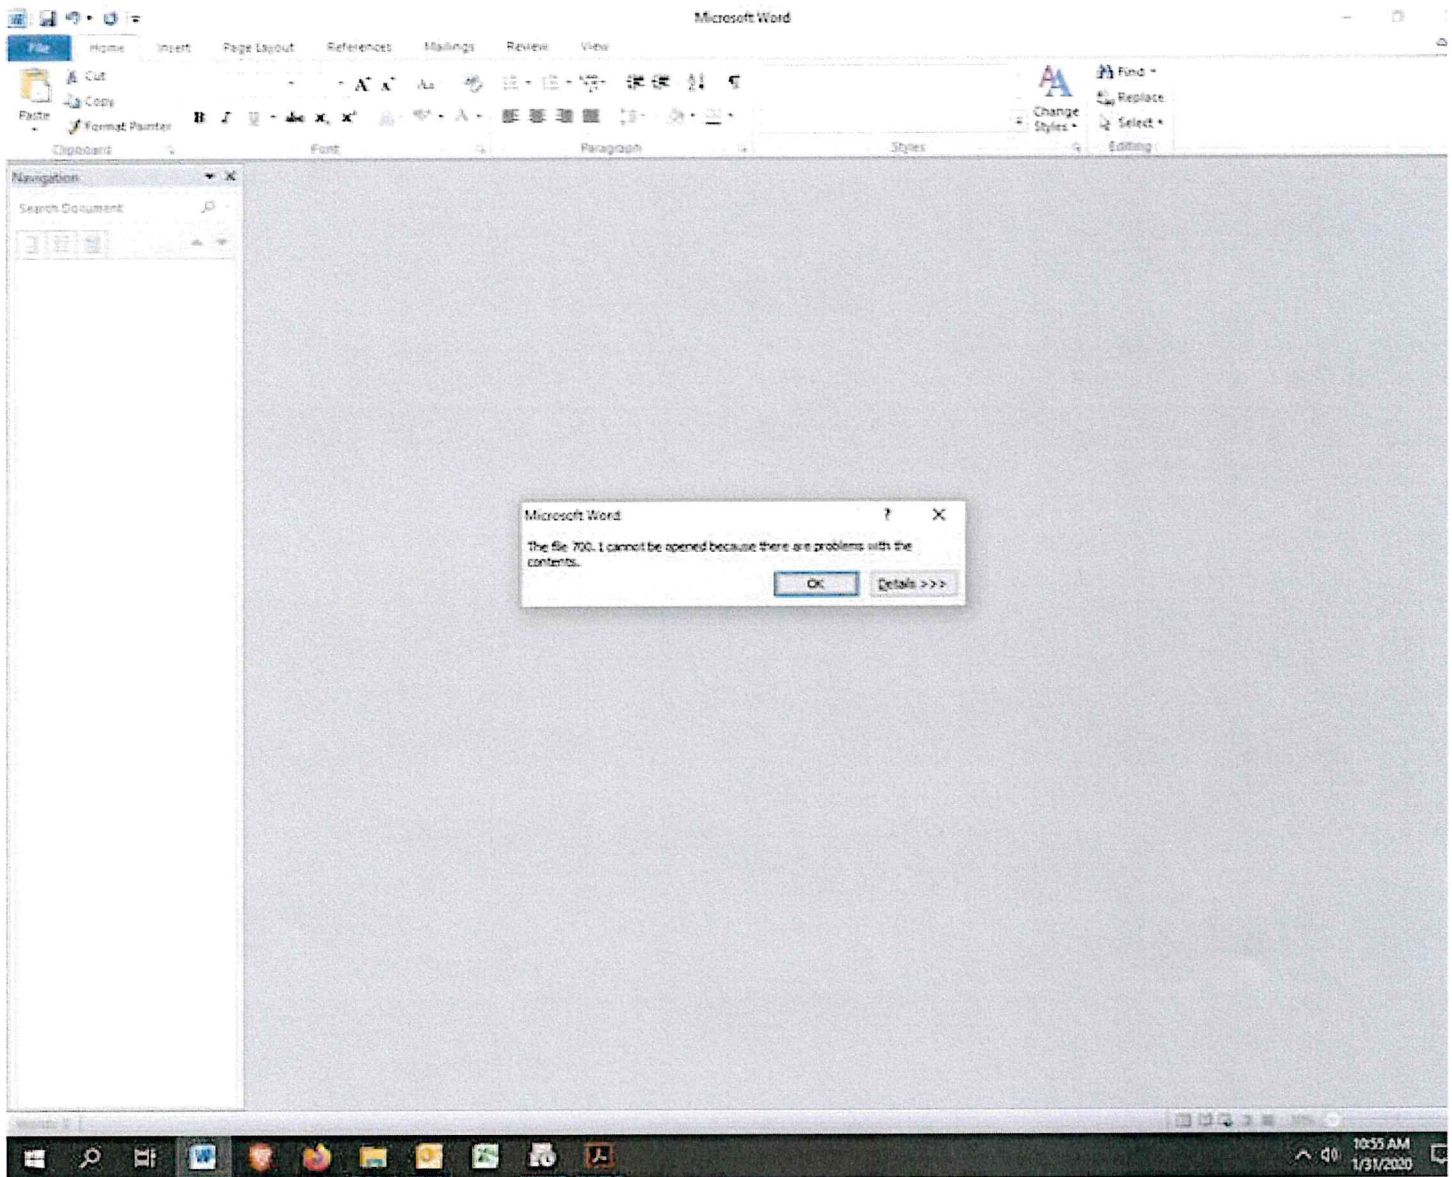 Microsoft Word
File Home Insert Page Layout References Mailings Review View
Cut
Copy
Paste
Format Painter
Change Styles
Find
Replace
Select
Clipboard Font Paragraph Styles Editing
Navigation
Search Document
Microsoft Word
The file 700.1 cannot be opened because there are problems with the
contents.
OK Details >>>
10:55 AM
1/31/2020